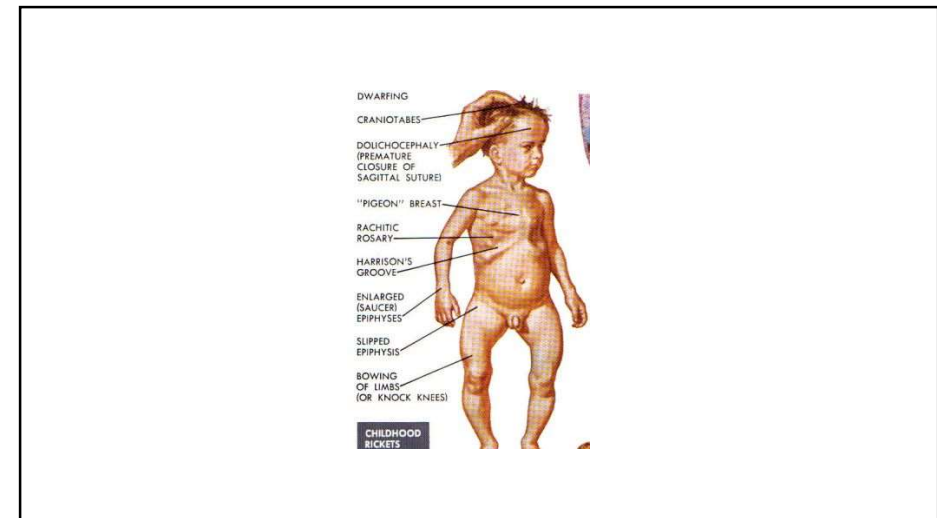 DWARFING
CRANIOTABES
DOLICHOCEPHALY
(PREMATURE
CLOSURE OF
SAGITTAL SUTURE)
"PIGEON" BREAST
RACHITIC
ROSARY
HARRISON'S
GROOVE
ENLARGED
(SAUCER)
EPIPHYSES
SLIPPED
EPIPHYSIS
BOWING
OF LIMBS
(OR KNOCK KNEES)
CHILDHOOD
RICKETS